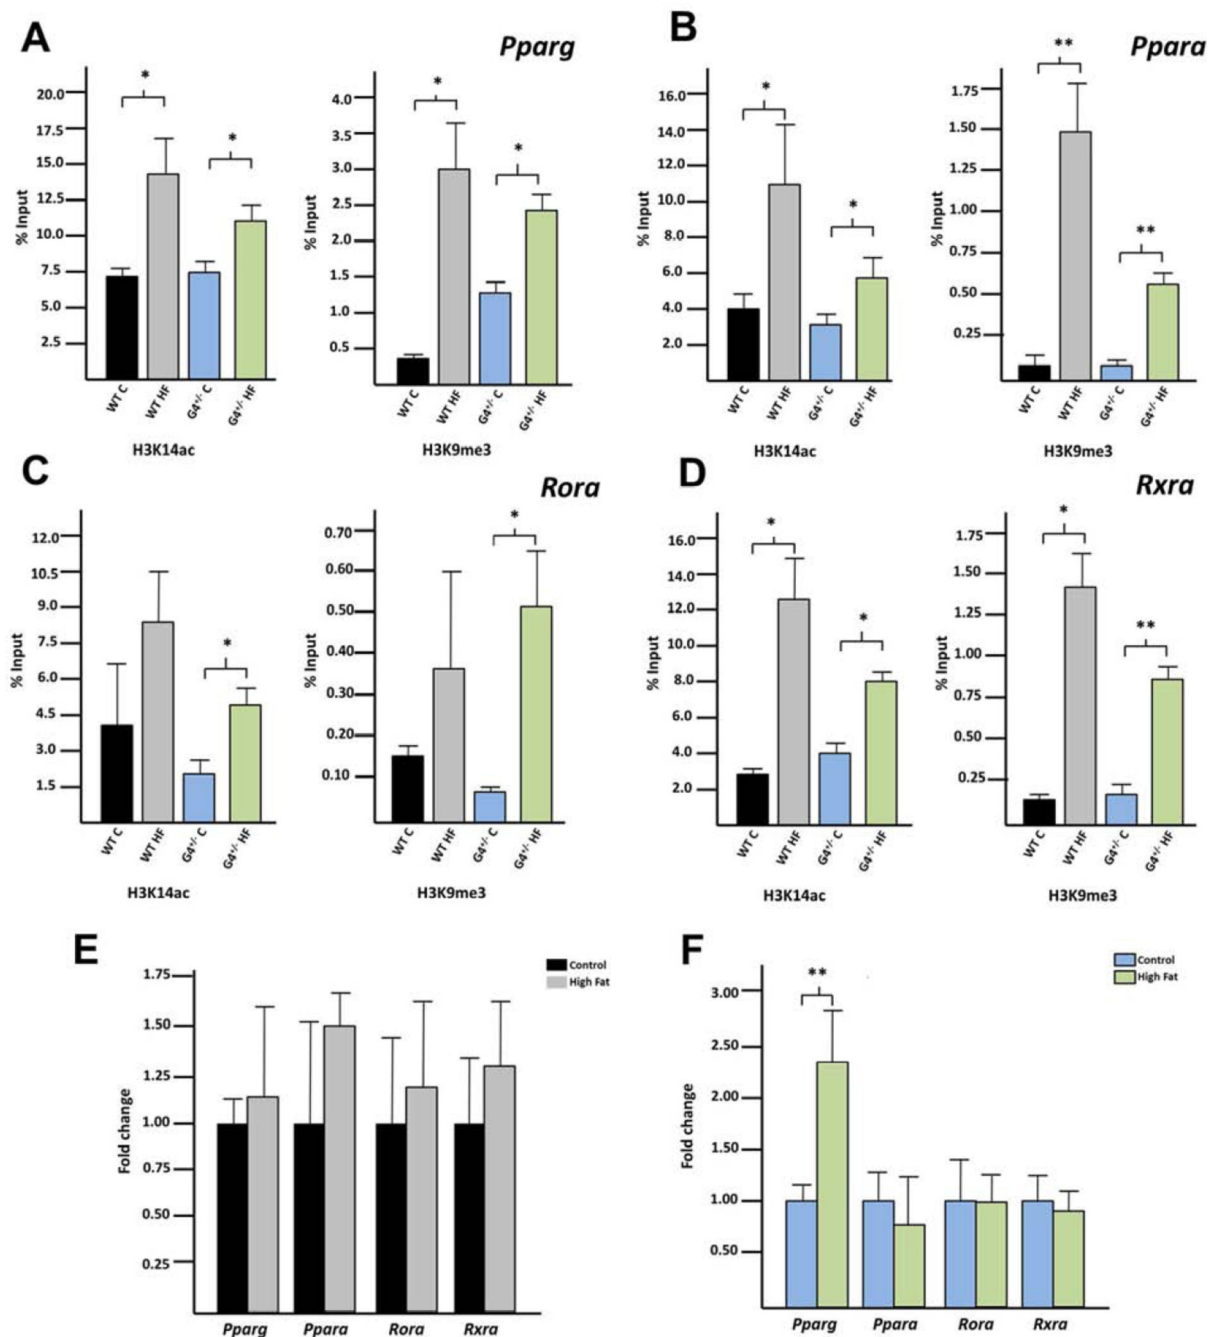 A
Pparg
*
*
20.0
17.5
15.0
12.5
10.0
7.5
5.0
2.5
% Input
WT C
WT HF
G4+/- C
G4+/- HF
H3K14ac
*
*
4.0
3.5
3.0
2.5
2.0
1.5
1.0
0.5
% Input
WT C
WT HF
G4+/- C
G4+/- HF
H3K9me3
B
Ppara
*
*
16.0
14.0
12.0
10.0
8.0
6.0
4.0
2.0
% Input
WT C
WT HF
G4+/- C
G4+/- HF
H3K14ac
**
**
1.75
1.50
1.25
1.00
0.75
0.50
0.25
% Input
WT C
WT HF
G4+/- C
G4+/- HF
H3K9me3
C
Rora
*
12.0
10.5
9.0
7.5
6.0
4.5
3.0
1.5
% Input
WT C
WT HF
G4+/- C
G4+/- HF
H3K14ac
*
0.70
0.50
0.40
0.30
0.20
0.10
% Input
WT C
WT HF
G4+/- C
G4+/- HF
H3K9me3
D
Rxra
*
*
16.0
14.0
12.0
10.0
8.0
6.0
4.0
2.0
% Input
WT C
WT HF
G4+/- C
G4+/- HF
H3K14ac
*
**
1.75
1.50
1.25
1.00
0.75
0.50
0.25
% Input
WT C
WT HF
G4+/- C
G4+/- HF
H3K9me3
E
Control
High Fat
1.75
1.50
1.25
1.00
0.75
0.50
0.25
Fold change
Pparg
Ppara
Rora
Rxra
F
Control
High Fat
**
3.00
2.50
2.00
1.50
1.00
0.50
Fold change
Pparg
Ppara
Rora
Rxra